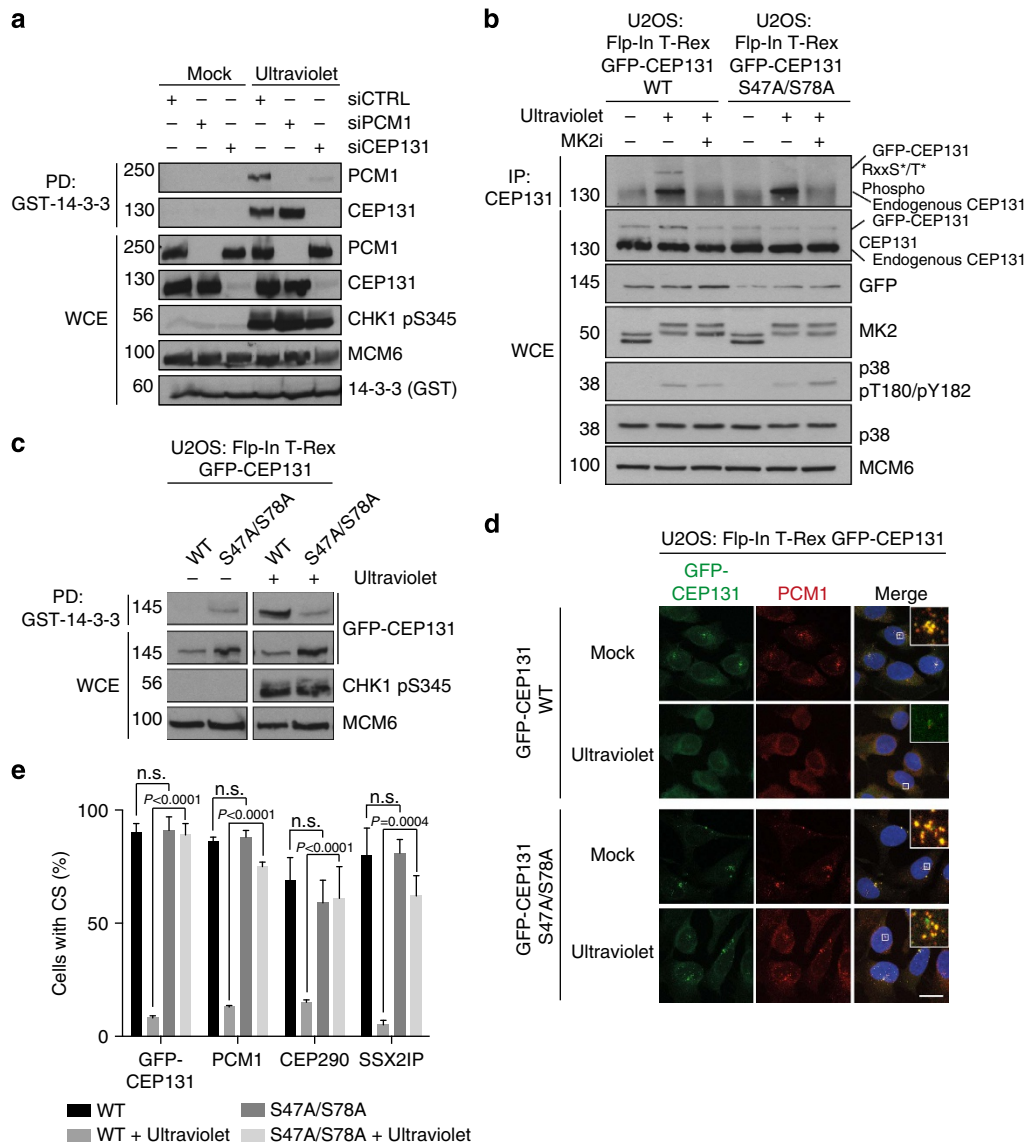 a
Mock Ultraviolet
+ – – + – – siCTRL
– + – – + – siPCM1
– – + – – + siCEP131
PD:
GST-14-3-3
250 PCM1
130 CEP131
WCE
250 PCM1
130 CEP131
56 CHK1 pS345
100 MCM6
60 14-3-3 (GST)
b
U2OS: U2OS:
Flp-In T-Rex Flp-In T-Rex
GFP-CEP131 GFP-CEP131
WT S47A/S78A
Ultraviolet – + + – + +
MK2i – – + – – +
IP:
CEP131
130
GFP-CEP131
RxxS*/T*
Phospho
Endogenous CEP131
WCE
130
GFP-CEP131
CEP131
Endogenous CEP131
145 GFP
50 MK2
38 p38
pT180/pY182
38 p38
100 MCM6
c
U2OS: Flp-In T-Rex
GFP-CEP131
WT S47A/S78A WT S47A/S78A
– – + + Ultraviolet
PD:
GST-14-3-3
145
GFP-CEP131
145
WCE
56 CHK1 pS345
100 MCM6
d
U2OS: Flp-In T-Rex GFP-CEP131
GFP-
CEP131 PCM1 Merge
GFP-CEP131
WT
Mock
Ultraviolet
GFP-CEP131
S47A/S78A
Mock
Ultraviolet
e
n.s. n.s. n.s. n.s.
P<0.0001 P<0.0001 P<0.0001 P=0.0004
Cells with CS (%)
100
50
0
GFP-
CEP131 PCM1 CEP290 SSX2IP
WT S47A/S78A
WT + Ultraviolet S47A/S78A + Ultraviolet